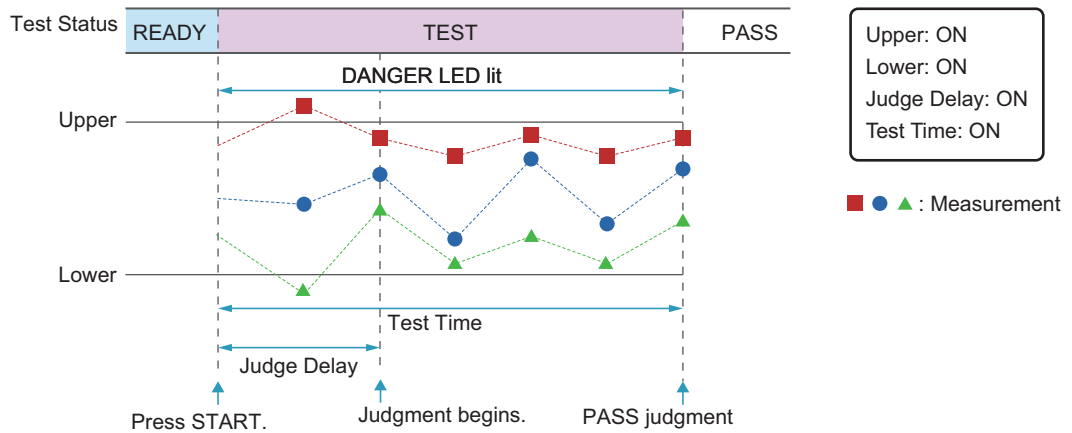 Test Status
READY
TEST
PASS
DANGER LED lit
Upper
Lower
Test Time
Judge Delay
Press START.
Judgment begins.
PASS judgment
Upper: ON
Lower: ON
Judge Delay: ON
Test Time: ON
: Measurement